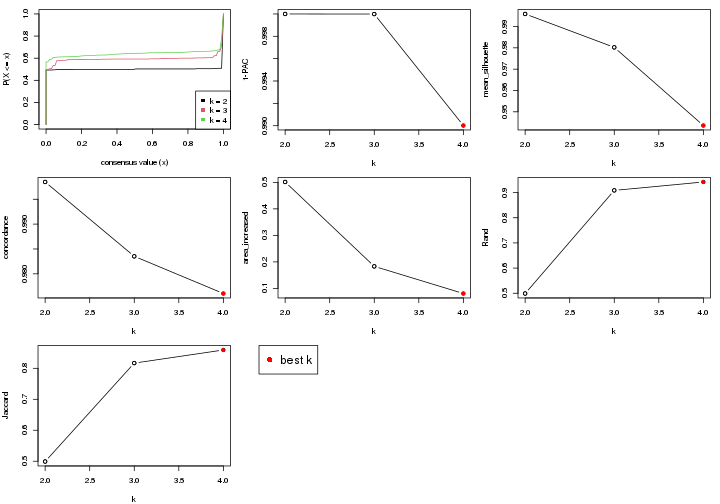 P(X <= x)
0.0 0.2 0.4 0.6 0.8 1.0
k = 2
k = 3
k = 4
0.0 0.2 0.4 0.6 0.8 1.0
consensus value (x)
1-PAC
0.990 0.994 0.998
2.0 2.5 3.0 3.5 4.0
k
mean_silhouette
0.95 0.96 0.97 0.98 0.99
2.0 2.5 3.0 3.5 4.0
k
concordance
0.980 0.990
2.0 2.5 3.0 3.5 4.0
k
area_increased
0.1 0.2 0.3 0.4 0.5
2.0 2.5 3.0 3.5 4.0
k
Rand
0.5 0.6 0.7 0.8 0.9
2.0 2.5 3.0 3.5 4.0
k
Jaccard
0.5 0.6 0.7 0.8
2.0 2.5 3.0 3.5 4.0
k
best k